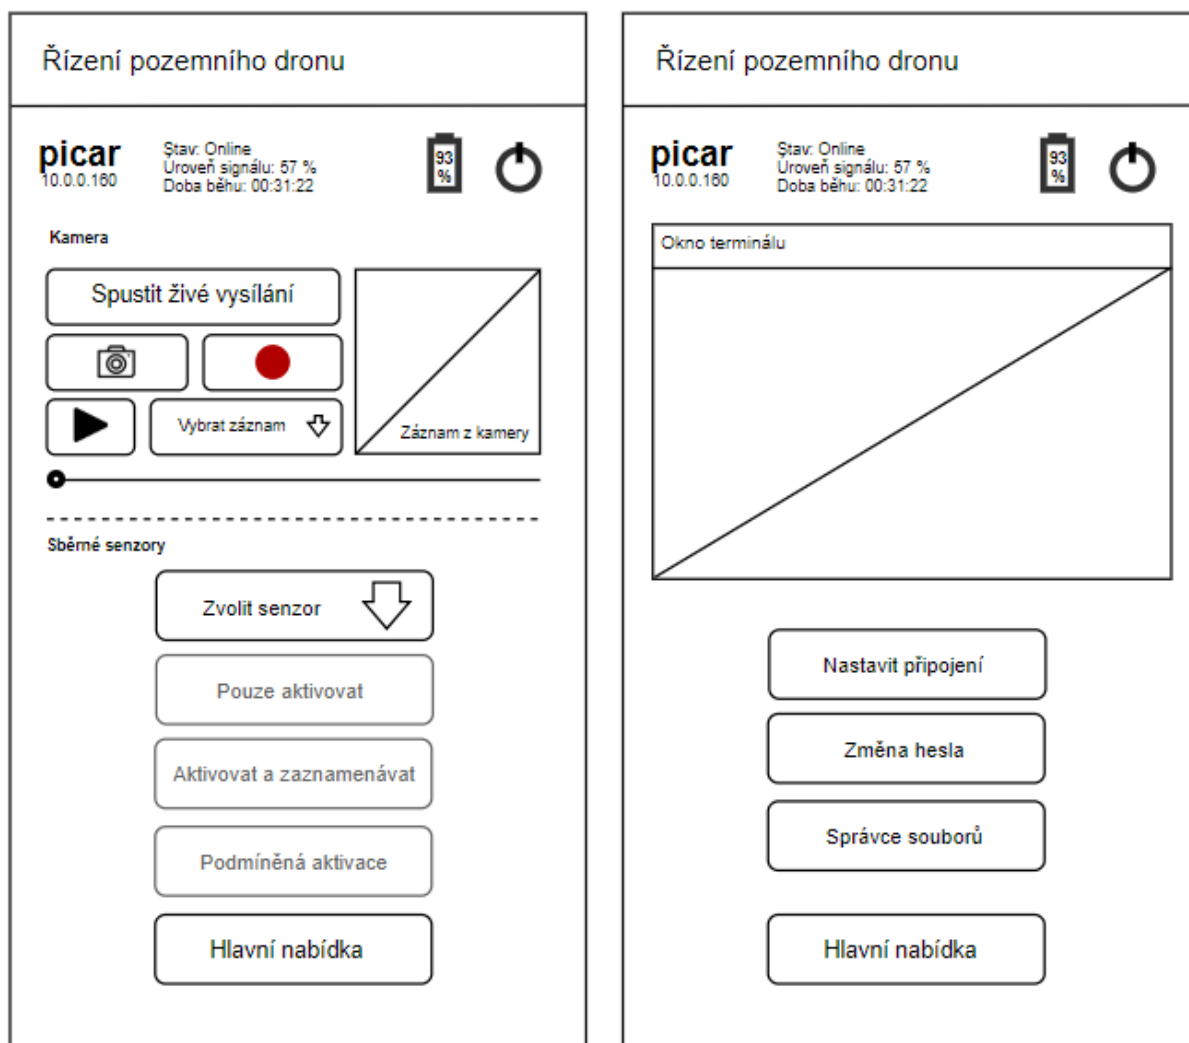 Řízení pozemního dronu
picar
10.0.0.160
Stav: Online
Úroveň signálu: 57 %
Doba běhu: 00:31:22
93
%
Kamera
Spustit živé vysílání
Vybrat záznam
Záznam z kamery
Sběrné senzory
Zvolit senzor
Pouze aktivovat
Aktivovat a zaznamenávat
Podmíněná aktivace
Hlavní nabídka
Řízení pozemního dronu
picar
10.0.0.160
Stav: Online
Úroveň signálu: 57 %
Doba běhu: 00:31:22
93
%
Okno terminálu
Nastavit připojení
Změna hesla
Správce souborů
Hlavní nabídka